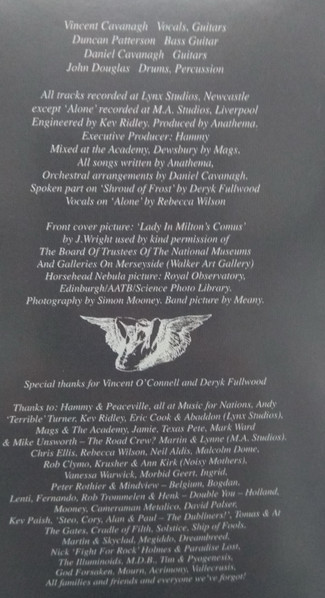 Vincent Cavanagh Vocals, Guitars
Duncan Patterson Bass Guitar
Daniel Cavanagh Guitars
John Douglas Drums, Percussion
All tracks recorded at Lynx Studios, Newcastle
except ‘Alone’ recorded at M.A. Studios, Liverpool
Engineered by Kev Ridley. Produced by Anathema.
Executive Producer: Hammy
Mixed at the Academy, Dewsbury by Mags.
All songs written by Anathema,
Orchestral arrangements by Daniel Cavanagh.
Spoken part on ‘Shroud of Frost’ by Deryk Fullwood
Vocals on ‘Alone’ by Rebecca Wilson
Front cover picture: ‘Lady In Milton's Comus’
by J.Wright used by kind permission of
The Board Of Trustees Of The National Museums
And Galleries On Merseyside (Walker Art Gallery)
Horsehead Nebula picture: Royal Observatory,
Edinburgh/AATB/Science Photo Library.
Photography by Simon Mooney. Band picture by Meany.
Special thanks for Vincent O'Connell and Deryk Fullwood
Thanks to: Hammy & Peaceville, all at Music for Nations, Andy
‘Terrible’ Turner, Kev Ridley, Eric Cook & Abaddon (Lynx Studios),
Mags & The Academy, Jamie, Texas Pete, Mark Ward
& Mike Unsworth – The Road Crew? Martin & Lynne (M.A. Studios).
Chris Ellis, Rebecca Wilson, Neil Aldis, Malcolm Dome,
Rob Clymo, Krusher & Ann Kirk (Noisy Mothers),
Vanessa Warwick, Morbid Geert, Ingrid,
Peter Rothier & Mindview – Belgium, Bogdan,
Lenti, Fernando, Rob Trommelen & Henk – Double You – Holland,
Mooney, Cameraman Metalico, David Palser,
Kev Paish, ‘Steo, Cory, Alan & Paul – The Dubliners!’, Tomas & At
The Gates, Cradle of Filth, Solstice, Ship of Fools,
Martin & Skyclad, Megiddo, Dreambreed,
Nick ‘Fight For Rock’ Holmes & Paradise Lost,
The Illuminoids, M.D.B., Tim & Pyogenesis,
God Forsaken, Mourn, Acrimony, Vallecrasis,
All families and friends and everyone we've forgot!